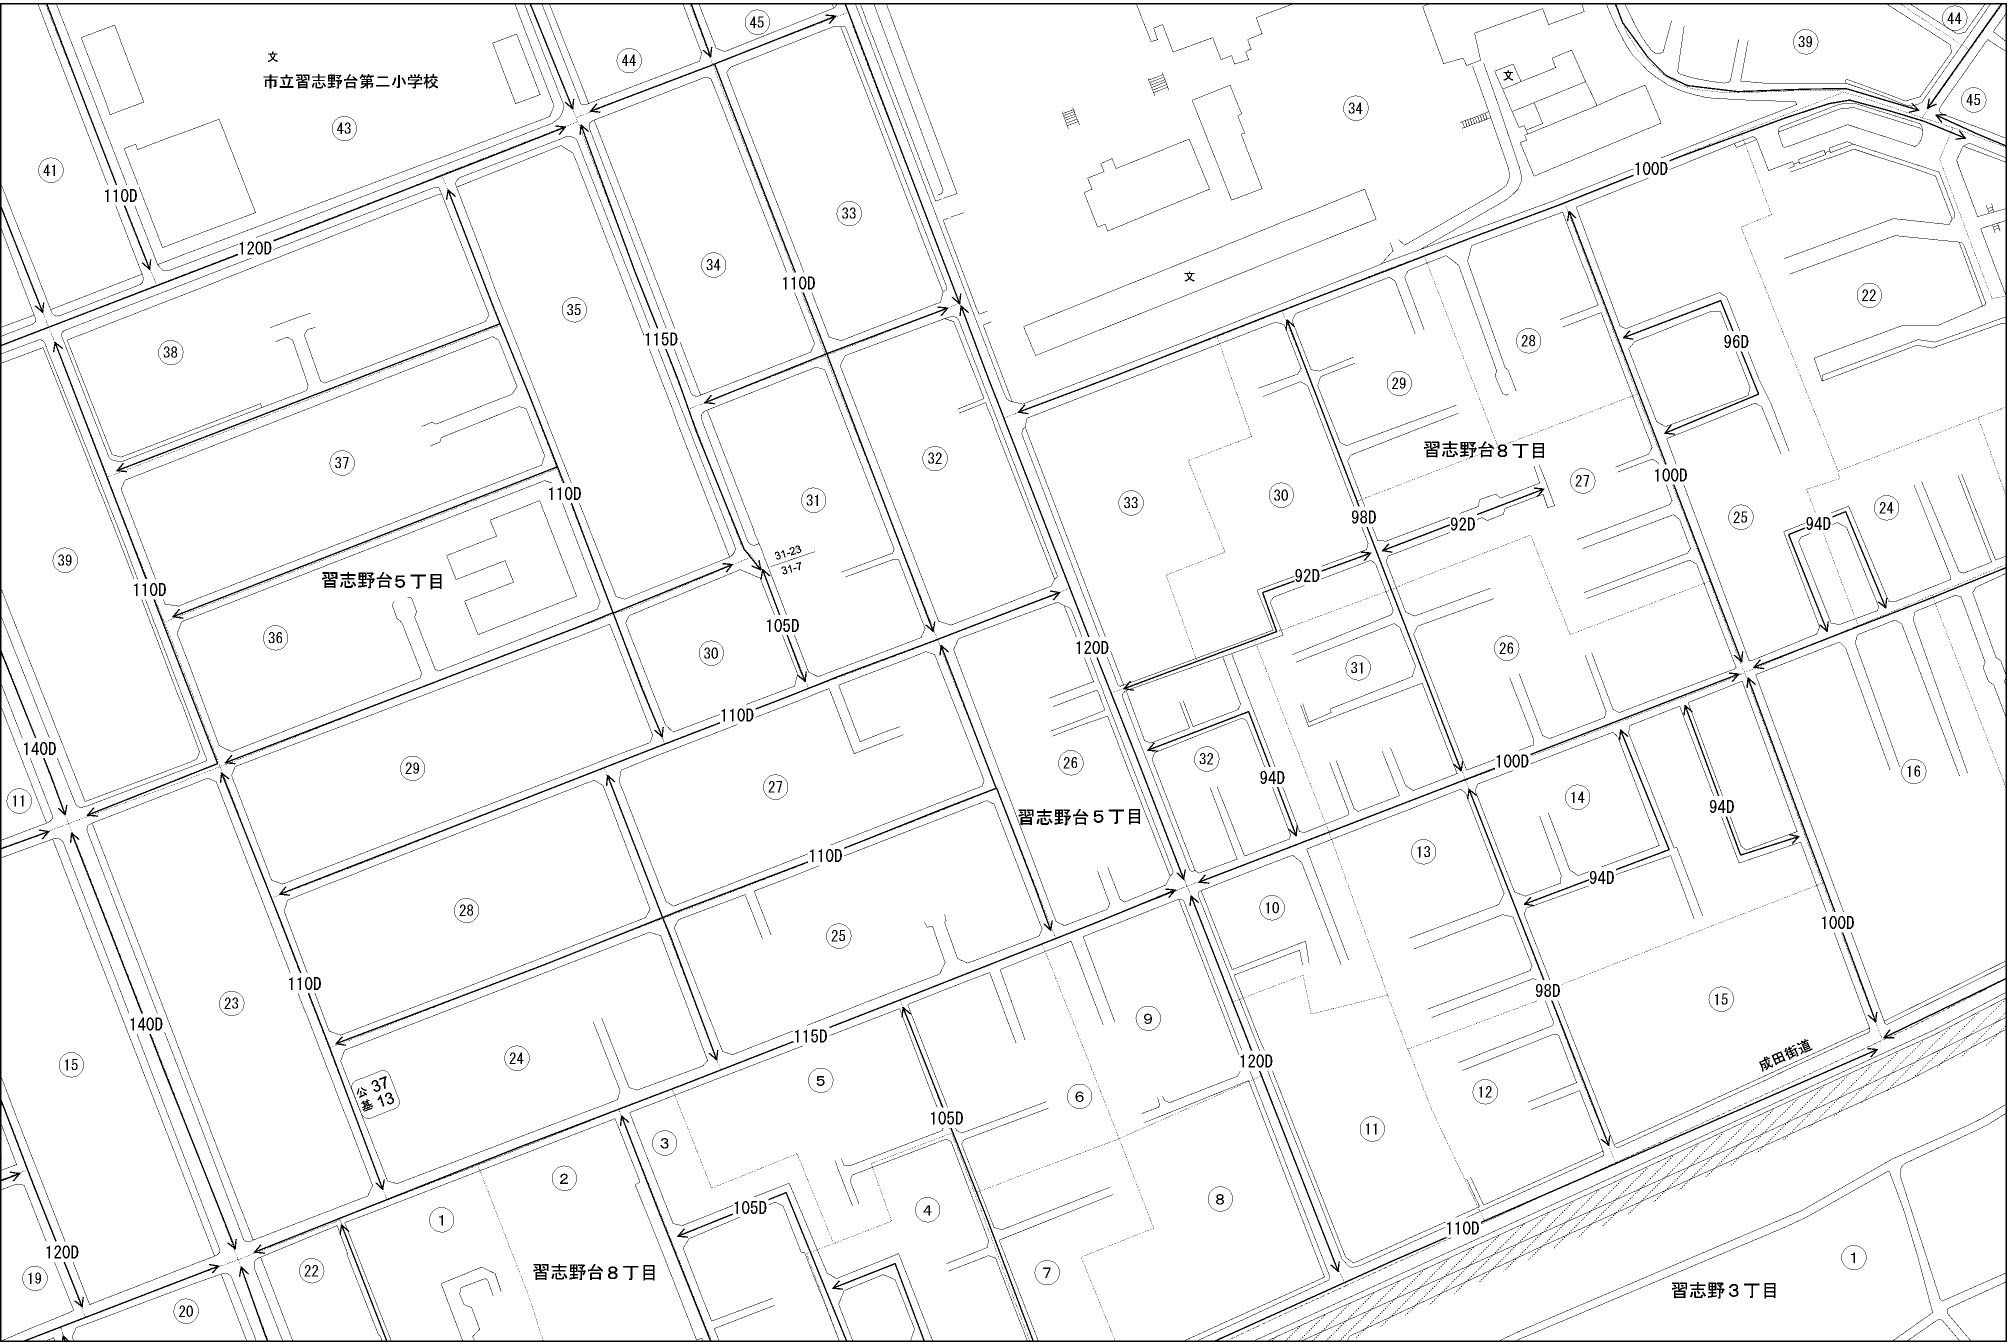 45
44
39
44
文
文
市立習志野台第二小学校
34
45
43
41
100D
110D
33
22
120D
34
文
110D
35
28
115D
96D
38
29
習志野台８丁目
32
37
100D
27
110D
31
33
30
24
98D
92D
25
94D
39
31-23
31-7
92D
習志野台５丁目
110D
105D
36
30
120D
26
31
110D
140D
32
100D
16
29
26
94D
27
14
11
94D
習志野台５丁目
13
110D
94D
28
10
100D
25
110D
98D
15
23
9
140D
115D
24
成田街道
120D
15
公 37
基 13
5
12
6
105D
11
3
2
8
105D
4
1
110D
120D
1
22
習志野台８丁目
7
19
習志野３丁目
20